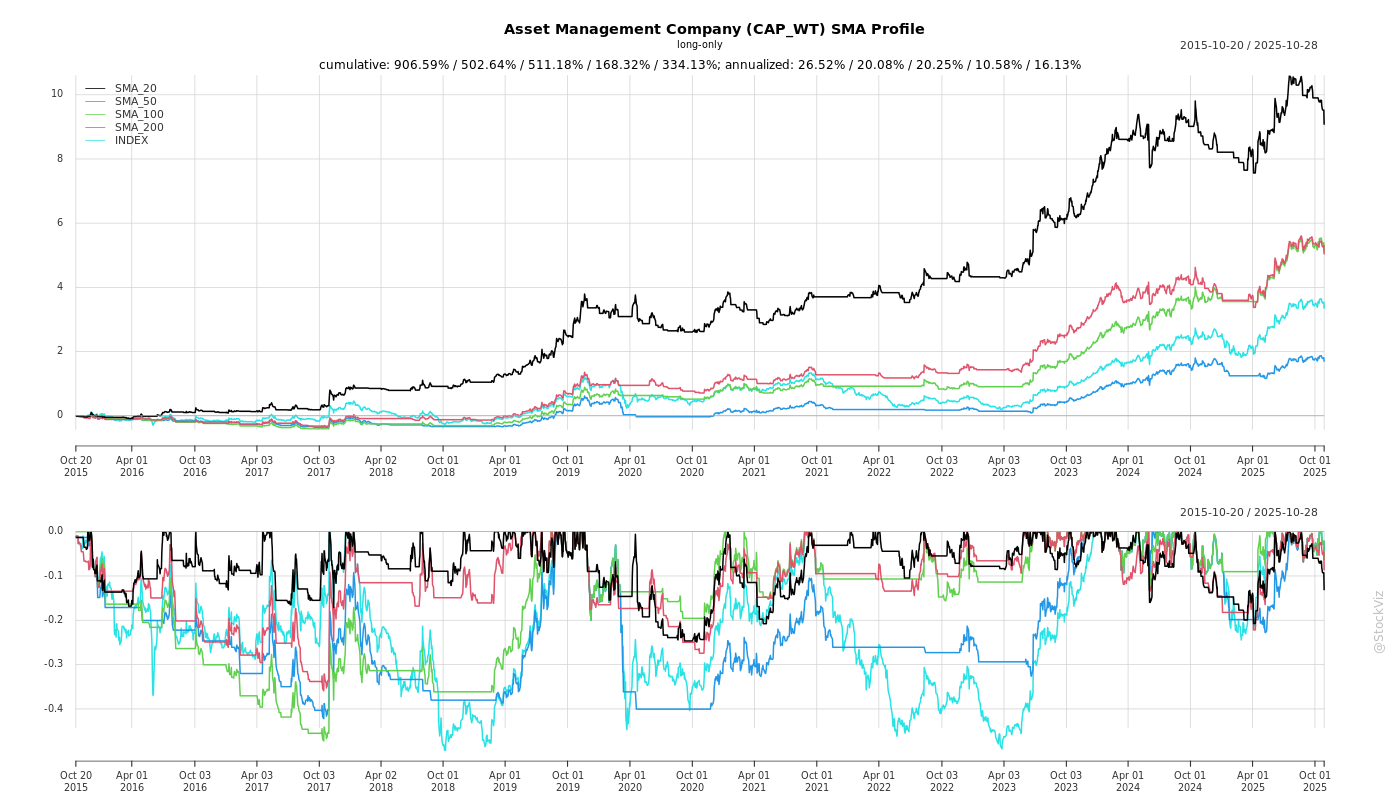 Asset Management Company (CAP_WT) SMA Profile
long-only
2015-10-20 / 2025-10-28
cumulative: 906.59% / 502.64% / 511.18% / 168.32% / 334.13%; annualized: 26.52% / 20.08% / 20.25% / 10.58% / 16.13%
SMA_20
SMA_50
SMA_100
SMA_200
INDEX
10
8
6
4
2
0
Oct 20 Apr 01 Oct 03 Apr 03 Oct 03 Apr 02 Oct 01 Apr 01 Oct 01 Apr 01 Oct 01 Apr 01 Oct 01 Apr 01 Oct 03 Apr 03 Oct 03 Apr 01 Oct 01 Apr 01 Oct 01
2015 2016 2016 2017 2017 2018 2018 2019 2019 2020 2020 2021 2021 2022 2022 2023 2023 2024 2024 2025 2025
2015-10-20 / 2025-10-28
0.0
-0.1
-0.2
-0.3
-0.4
Oct 20 Apr 01 Oct 03 Apr 03 Oct 03 Apr 02 Oct 01 Apr 01 Oct 01 Apr 01 Oct 01 Apr 01 Oct 01 Apr 01 Oct 03 Apr 03 Oct 03 Apr 01 Oct 01 Apr 01 Oct 01
2015 2016 2016 2017 2017 2018 2018 2019 2019 2020 2020 2021 2021 2022 2022 2023 2023 2024 2024 2025 2025
@StockViz